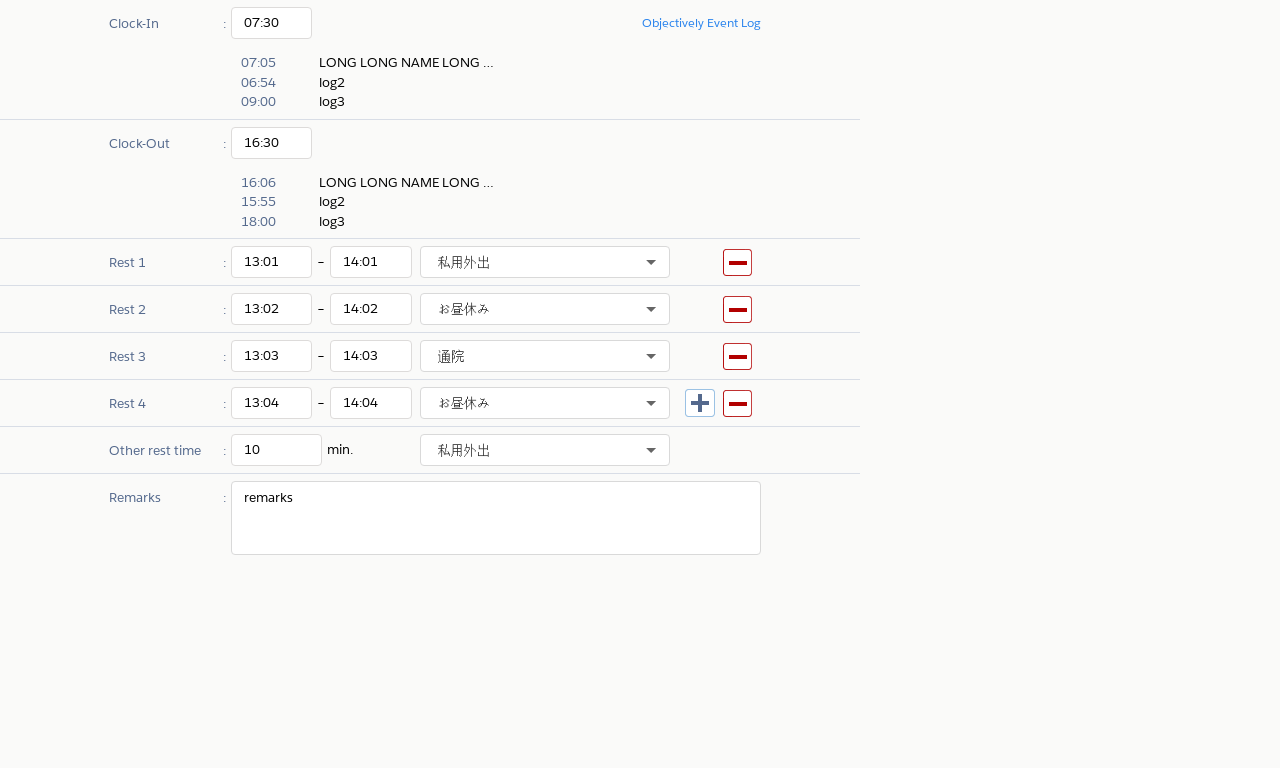 Clock-In : 07:30 Objectively Event Log
07:05 LONG LONG NAME LONG ...
06:54 log2
09:00 log3
Clock-Out : 16:30
16:06 LONG LONG NAME LONG ...
15:55 log2
18:00 log3
Rest 1 : 13:01 – 14:01 私用外出
Rest 2 : 13:02 – 14:02 お昼休み
Rest 3 : 13:03 – 14:03 通院
Rest 4 : 13:04 – 14:04 お昼休み
Other rest time : 10 min. 私用外出
Remarks : remarks